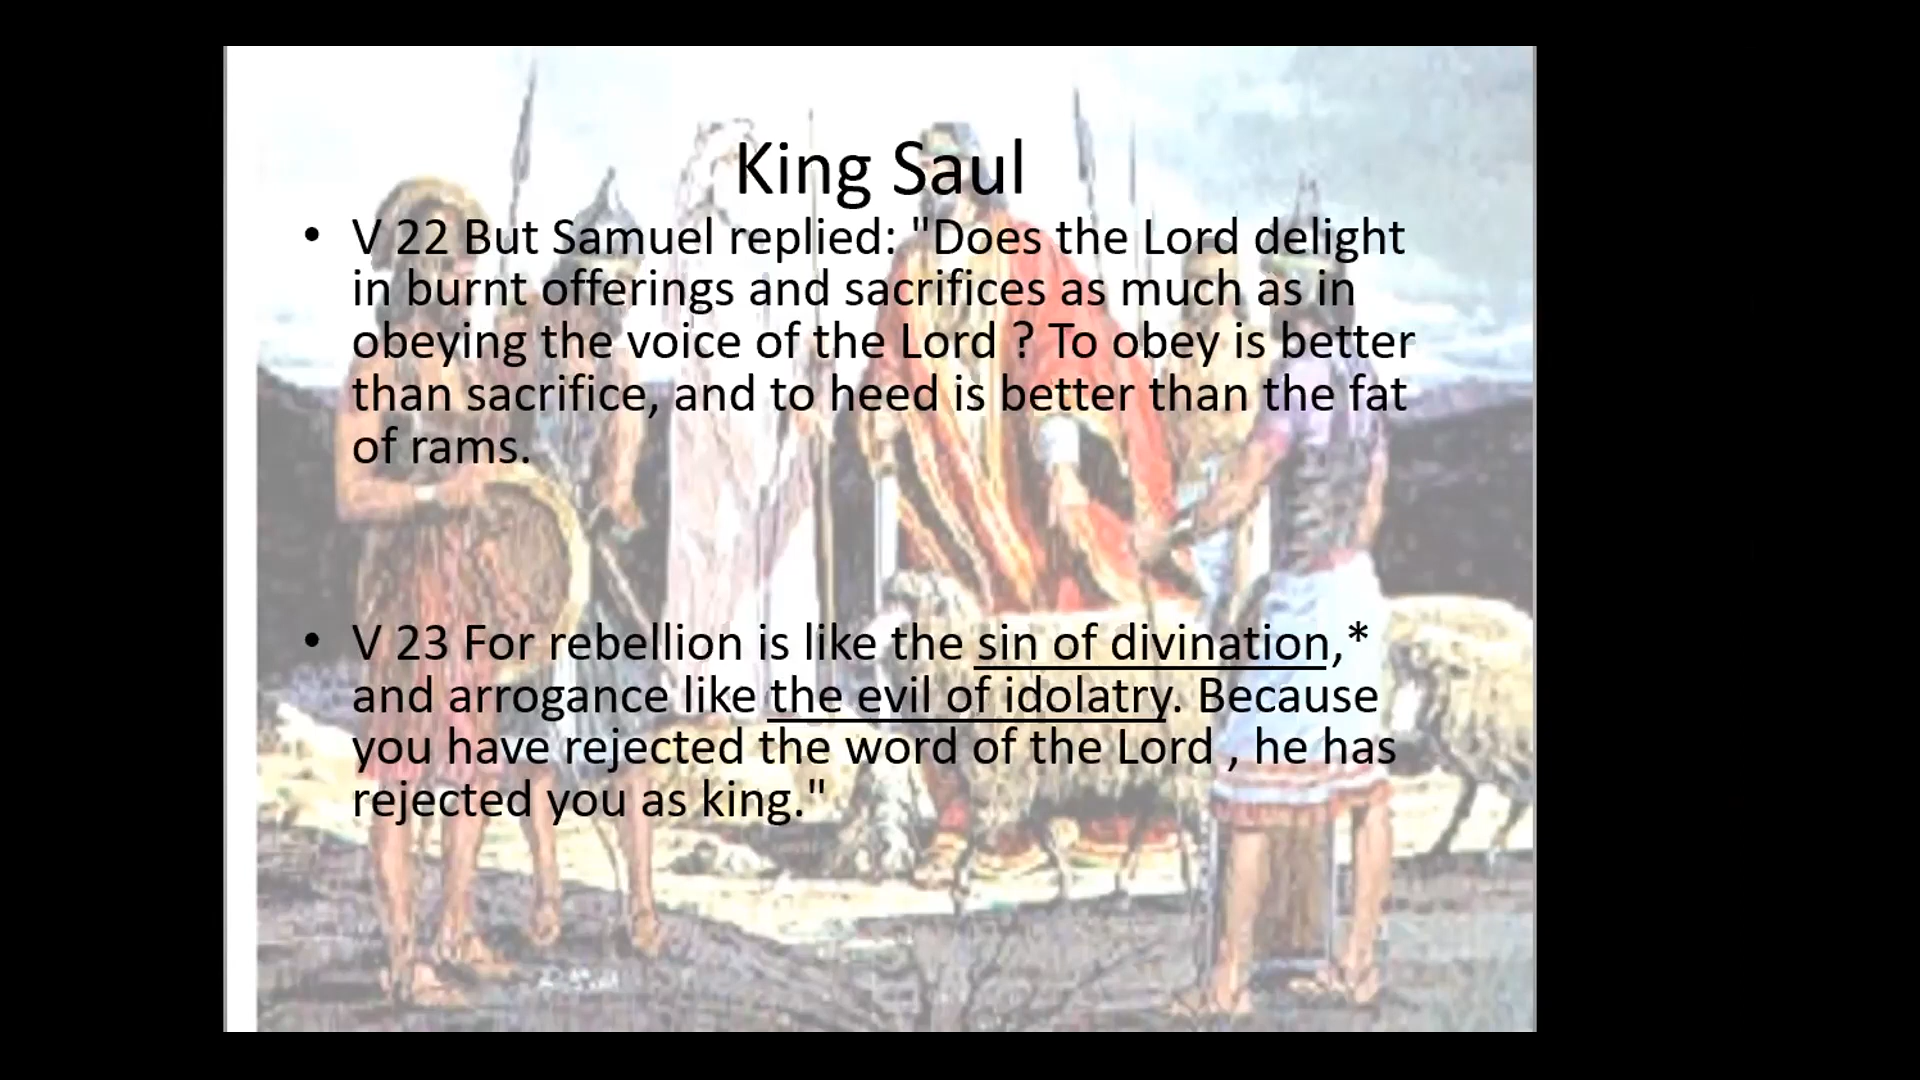 King Saul
• V 22 But Samuel replied: "Does the Lord delight
in burnt offerings and sacrifices as much as in
obeying the voice of the Lord ? To obey is better
than sacrifice, and to heed is better than the fat
of rams.
• V 23 For rebellion is like the sin of divination,*
and arrogance like the evil of idolatry. Because
you have rejected the word of the Lord , he has
rejected you as king."